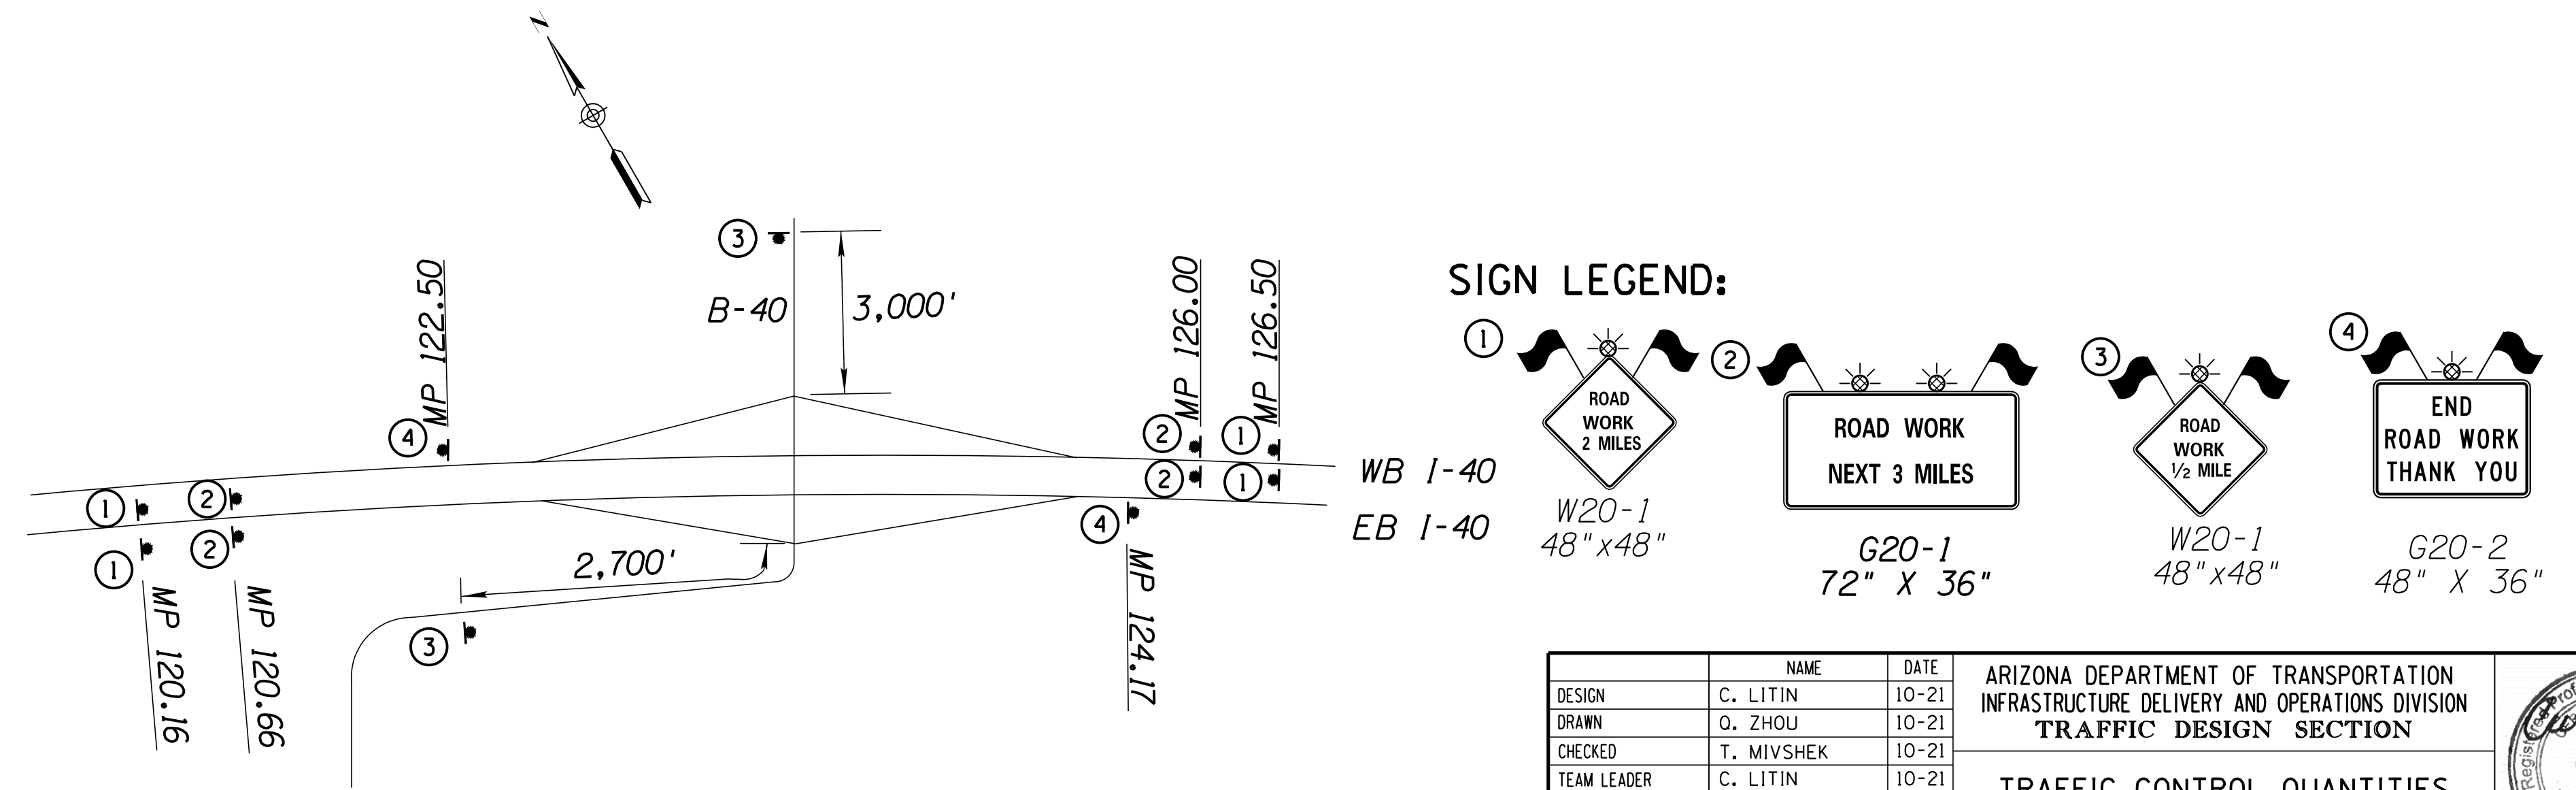 N
3
B-40
3,000'
MP 122.50
4
MP 126.00
MP 126.50
2
1
2
1
WB I-40
EB I-40
1
2
1
2
4
2,700'
3
MP 120.16
MP 120.66
MP 124.17
SIGN LEGEND:
1
ROAD
WORK
2 MILES
W20-1
48"x48"
2
ROAD WORK
NEXT 3 MILES
G20-1
72" X 36"
3
ROAD
WORK
1/2 MILE
W20-1
48"x48"
4
END
ROAD WORK
THANK YOU
G20-2
48" X 36"
NAME DATE
DESIGN C. LITIN 10-21
DRAWN Q. ZHOU 10-21
CHECKED T. MIVSHEK 10-21
TEAM LEADER C. LITIN 10-21
ARIZONA DEPARTMENT OF TRANSPORTATION
INFRASTRUCTURE DELIVERY AND OPERATIONS DIVISION
TRAFFIC DESIGN SECTION
TRAFFIC CONTROL QUANTITIES
Registered